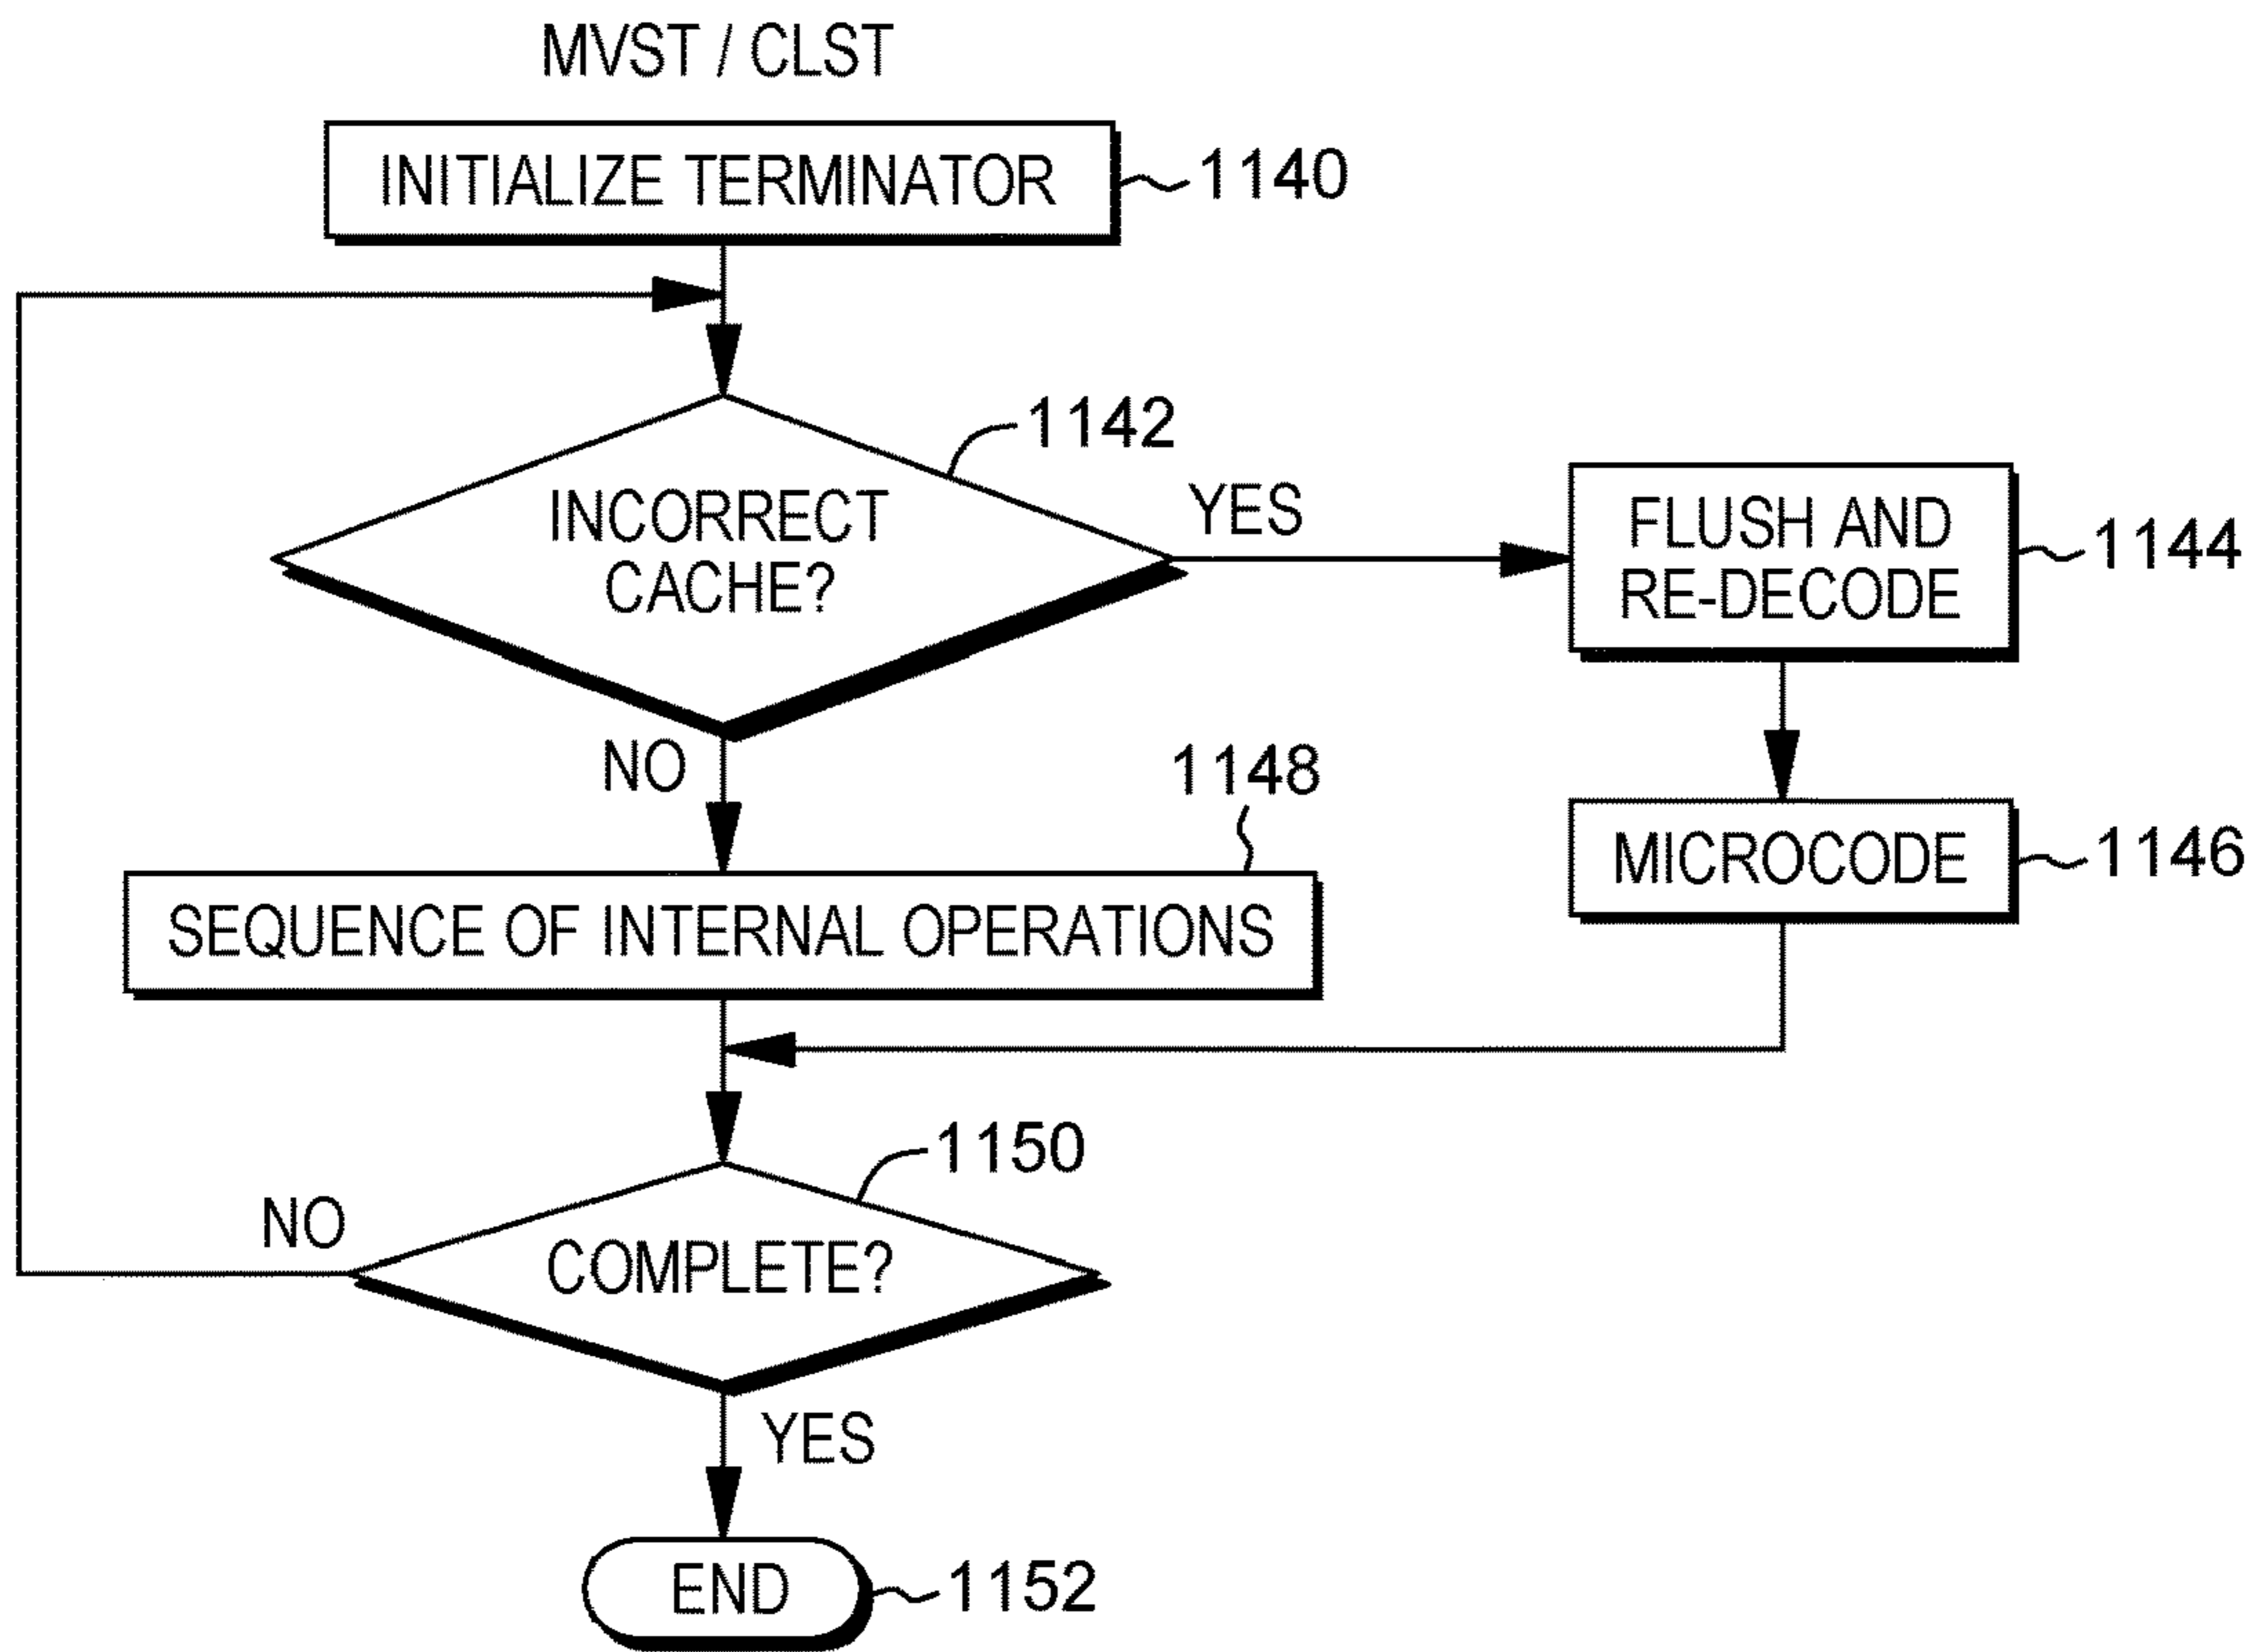 MVST / CLST
INITIALIZE TERMINATOR
1140
1142
INCORRECT
CACHE?
YES
FLUSH AND
RE-DECODE
1144
NO
1148
MICROCODE
1146
SEQUENCE OF INTERNAL OPERATIONS
1150
NO
COMPLETE?
YES
END
1152